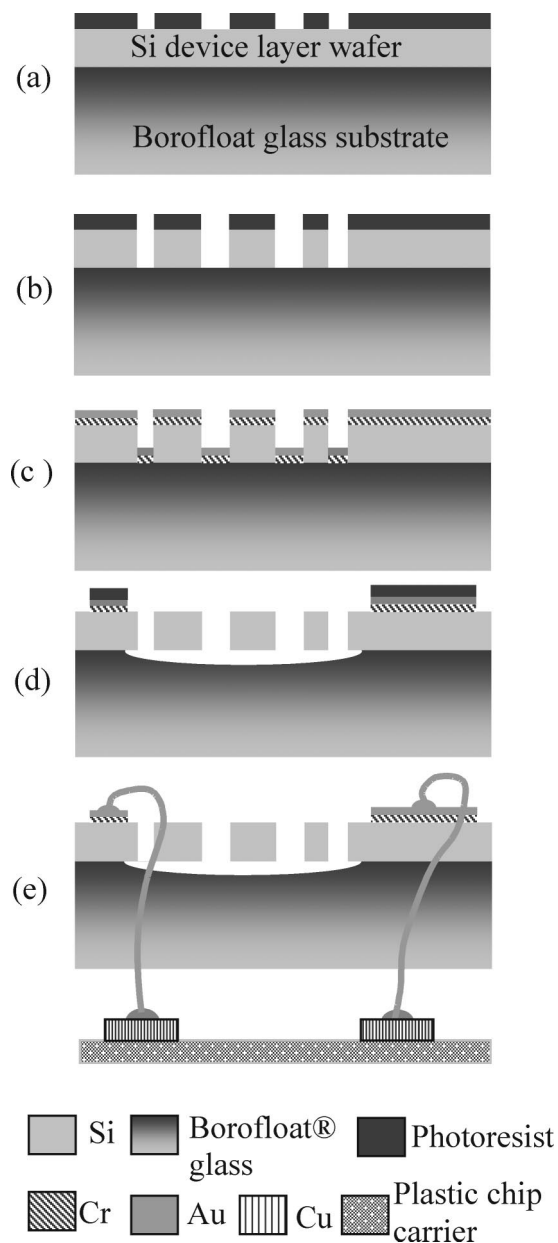 (a)
Si device layer wafer
Borofloat glass substrate
(b)
(c )
(d)
(e)
Si
Borofloat®
glass
Photoresist
Cr
Au
Cu
Plastic chip
carrier